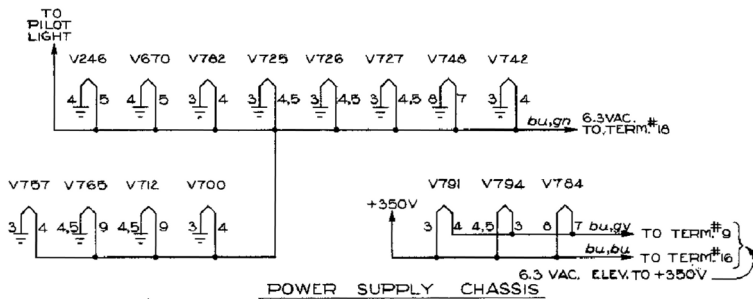 TO
PILOT
LIGHT
V246 V670 V782 V725 V726 V727 V748 V742
4 5 4 5 3 4 3 4,5 3 4,5 3 4,5 8 7 3 4
bu,gn 6.3VAC.
TO TERM.#18
V757 V765 V712 V700
3 4 4,5 9 4,5 9 3 4
V791 V794 V784
+350V
3 4 4,5 3 8 7
bu,gy TO TERM.#9
bu,bu TO TERM.#16
6.3 VAC. ELEV. TO +350V
POWER SUPPLY CHASSIS